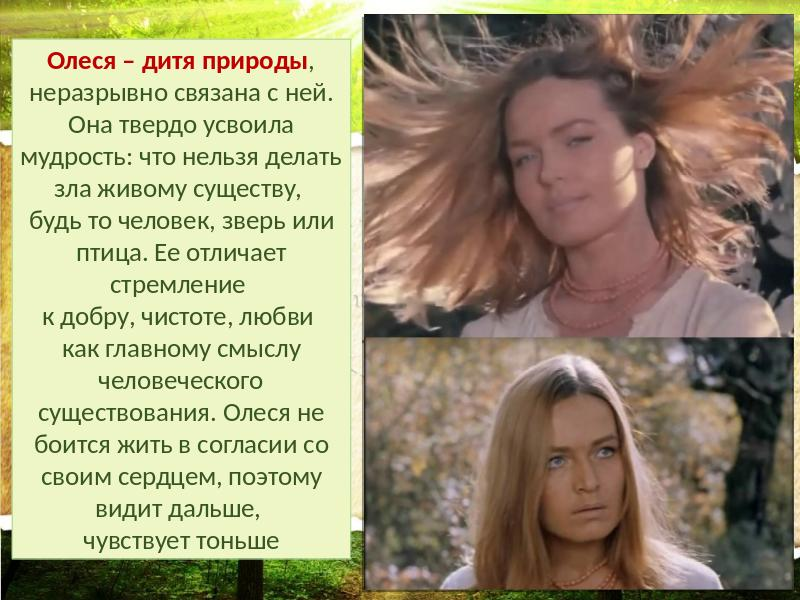 Олеся – дитя природы,
неразрывно связана с ней.
Она твердо усвоила
мудрость: что нельзя делать
зла живому существу,
будь то человек, зверь или
птица. Ее отличает
стремление
к добру, чистоте, любви
как главному смыслу
человеческого
существования. Олеся не
боится жить в согласии со
своим сердцем, поэтому
видит дальше,
чувствует тоньше